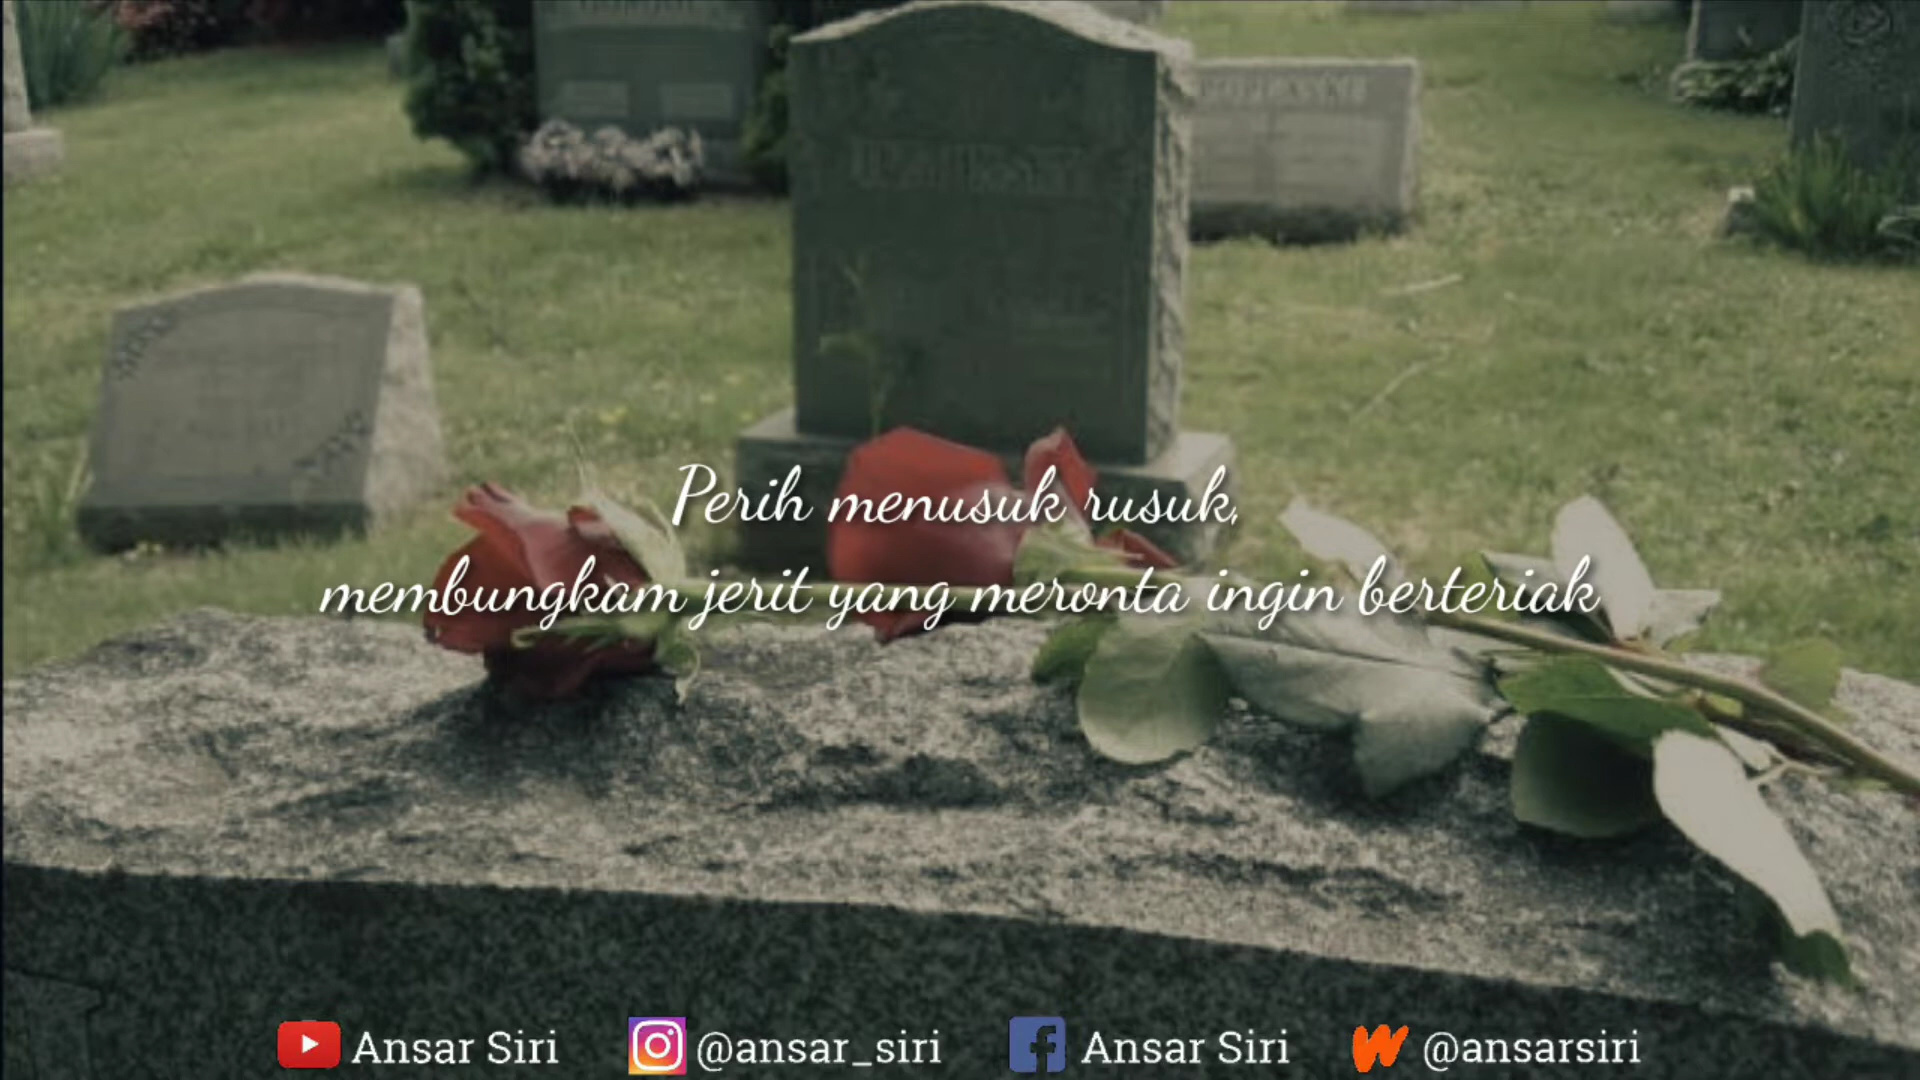 Perih menusuk rusuk,
membungkam jerit yang meronta ingin berteriak
Ansar Siri @ansar_siri Ansar Siri @ansarsiri